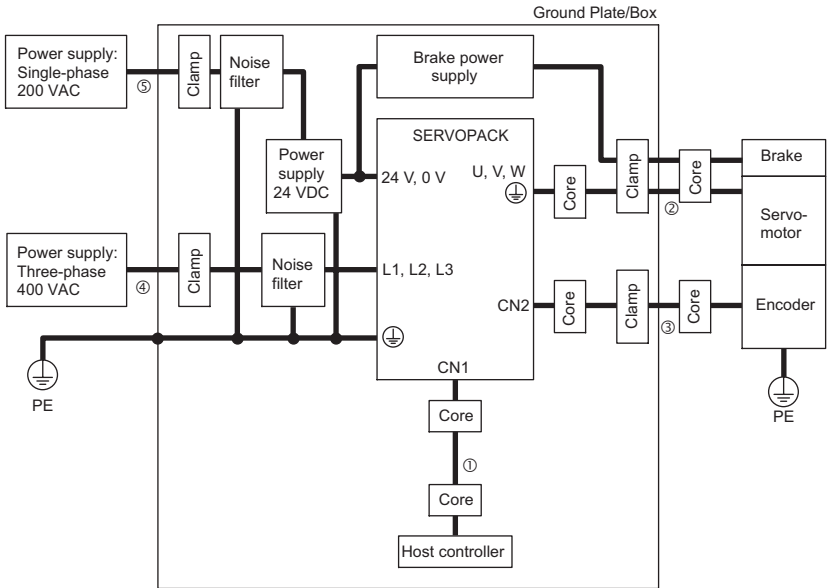 Ground Plate/Box
Power supply:
Single-phase
200 VAC
⑤
Clamp
Noise
filter
Brake power
supply
SERVOPACK
Power
supply
24 VDC
24 V, 0 V
U, V, W
Core
Clamp
②
Core
Brake
Servo-
motor
Power supply:
Three-phase
400 VAC
④
Clamp
Noise
filter
L1, L2, L3
CN2
Core
Clamp
③
Core
Encoder
PE
PE
CN1
Core
①
Core
Host controller